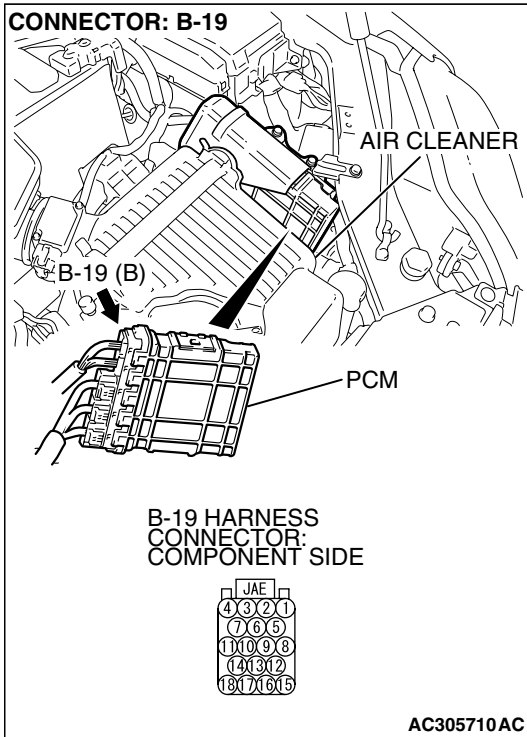 CONNECTOR: B-19
AIR CLEANER
B-19 (B)
PCM
B-19 HARNESS
CONNECTOR:
COMPONENT SIDE
JAE
4 3 2 1
7 6 5
11 10 9 8
14 13 12
18 17 16 15
AC305710AC